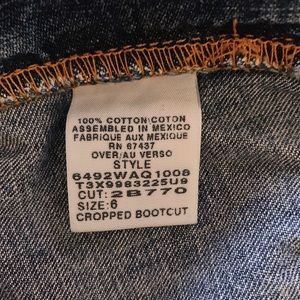 100% COTTON\COTON
ASSEMBLED IN MEXICO
FABRIQUE AUX MEXIQUE
RN 67437
OVER/AU VERSO
STYLE
6492WAQ1008
T3X9983225U9
CUT: 2B770
SIZE: 6
CROPPED BOOTCUT